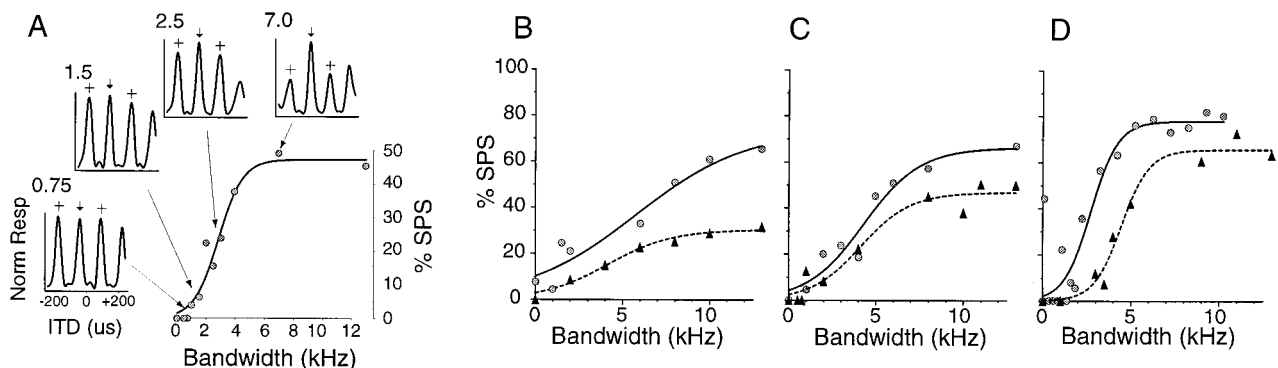 A
0.75
1.5
2.5
7.0
+ ↓ +
+ ↓ +
+ ↓ +
+ ↓ +
Norm Resp
-200 0 +200
ITD (us)
50
40
30
20
10
0
% SPS
0 2 4 6 8 10 12
Bandwidth (kHz)
B
100
80
60
40
20
0
% SPS
0 5 10
Bandwidth (kHz)
C
0 5 10
Bandwidth (kHz)
D
0 5 10
Bandwidth (kHz)